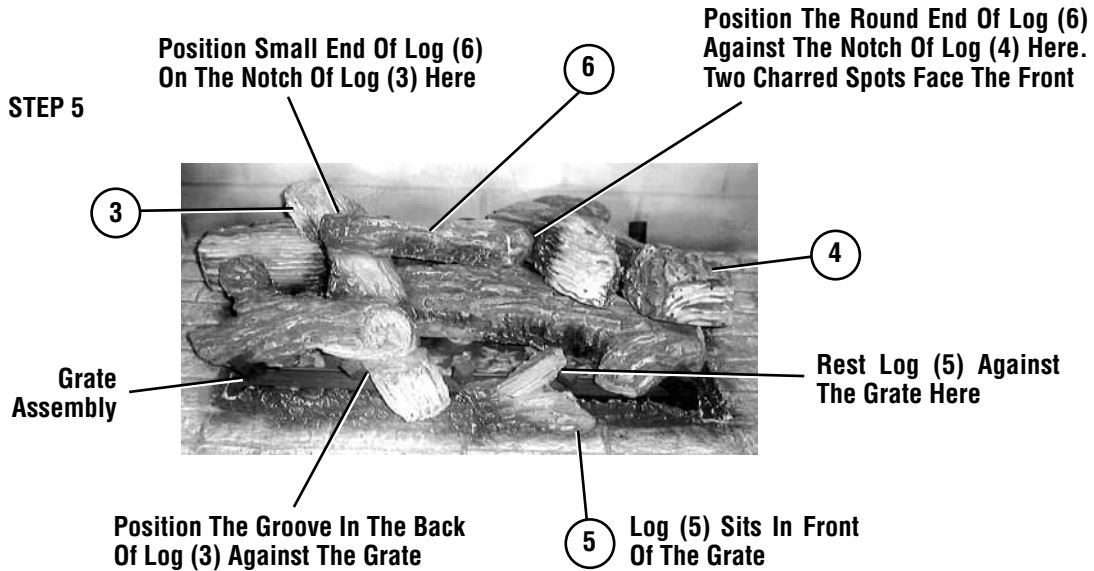 Position Small End Of Log (6)
On The Notch Of Log (3) Here
6
Position The Round End Of Log (6)
Against The Notch Of Log (4) Here.
Two Charred Spots Face The Front
STEP 5
3
4
Grate
Assembly
Rest Log (5) Against
The Grate Here
Position The Groove In The Back
Of Log (3) Against The Grate
5
Log (5) Sits In Front
Of The Grate